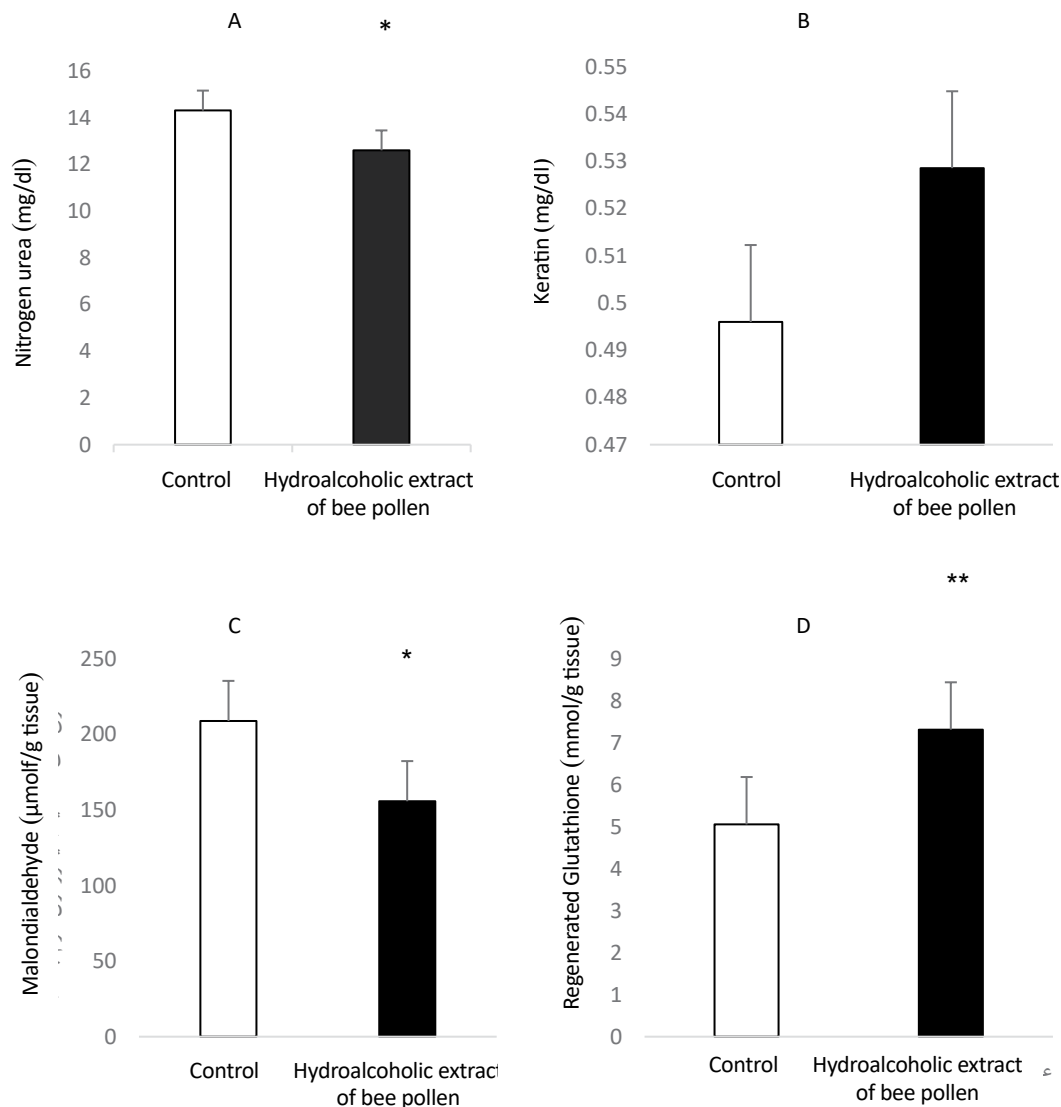 A
*
Nitrogen urea (mg/dl)
16
14
12
10
8
6
4
2
0
Control
Hydroalcoholic extract
of bee pollen
B
Keratin (mg/dl)
0.55
0.54
0.53
0.52
0.51
0.5
0.49
0.48
0.47
Control
Hydroalcoholic extract
of bee pollen
C
*
Malondialdehyde (µmolf/g tissue)
250
200
150
100
50
0
Control
Hydroalcoholic extract
of bee pollen
D
**
Regenerated Glutathione (mmol/g tissue)
9
8
7
6
5
4
3
2
1
0
Control
Hydroalcoholic extract
of bee pollen